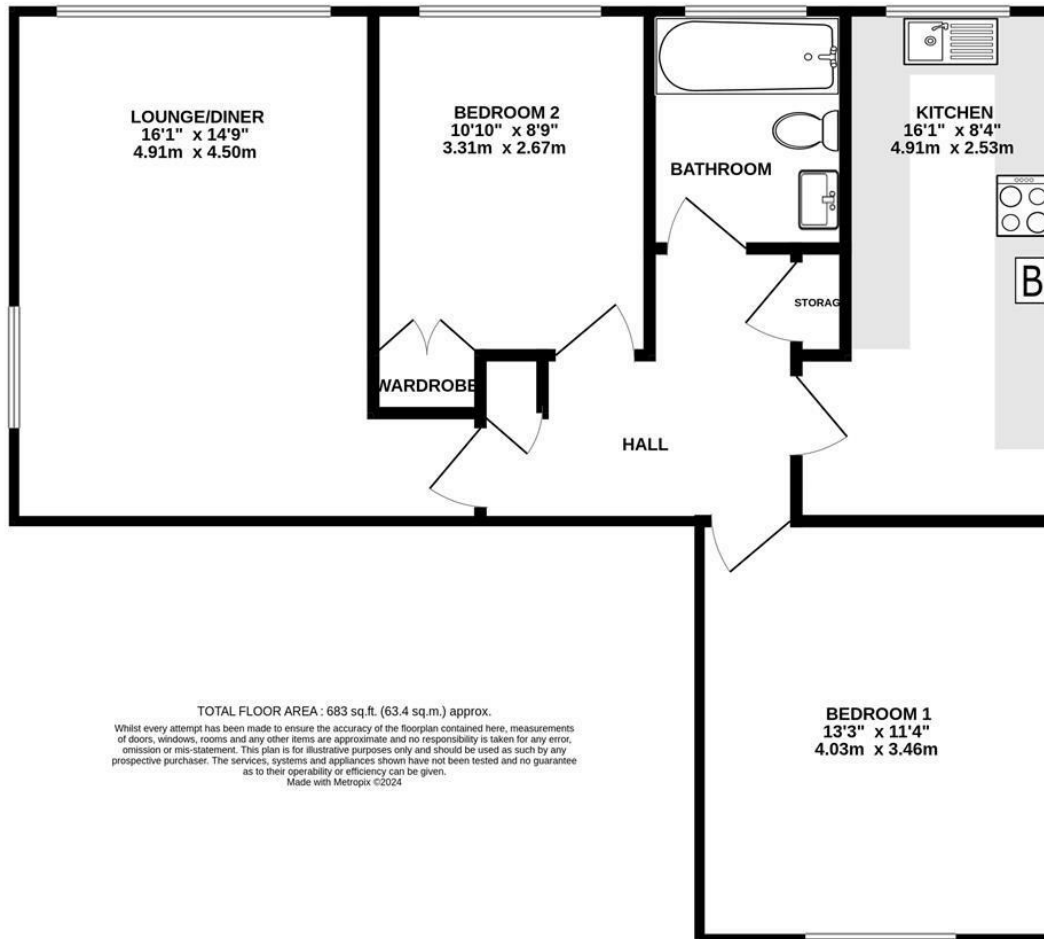 LOUNGE/DINER
16'1" x 14'9"
4.91m x 4.50m
BEDROOM 2
10'10" x 8'9"
3.31m x 2.67m
BATHROOM
KITCHEN
16'1" x 8'4"
4.91m x 2.53m
B
STORAG
WARDROBE
HALL
BEDROOM 1
13'3" x 11'4"
4.03m x 3.46m
TOTAL FLOOR AREA : 683 sq.ft. (63.4 sq.m.) approx.
Whilst every attempt has been made to ensure the accuracy of the floorplan contained here, measurements
of doors, windows, rooms and any other items are approximate and no responsibility is taken for any error,
omission or mis-statement. This plan is for illustrative purposes only and should be used as such by any
prospective purchaser. The services, systems and appliances shown have not been tested and no guarantee
as to their operability or efficiency can be given.
Made with Metropix ©2024